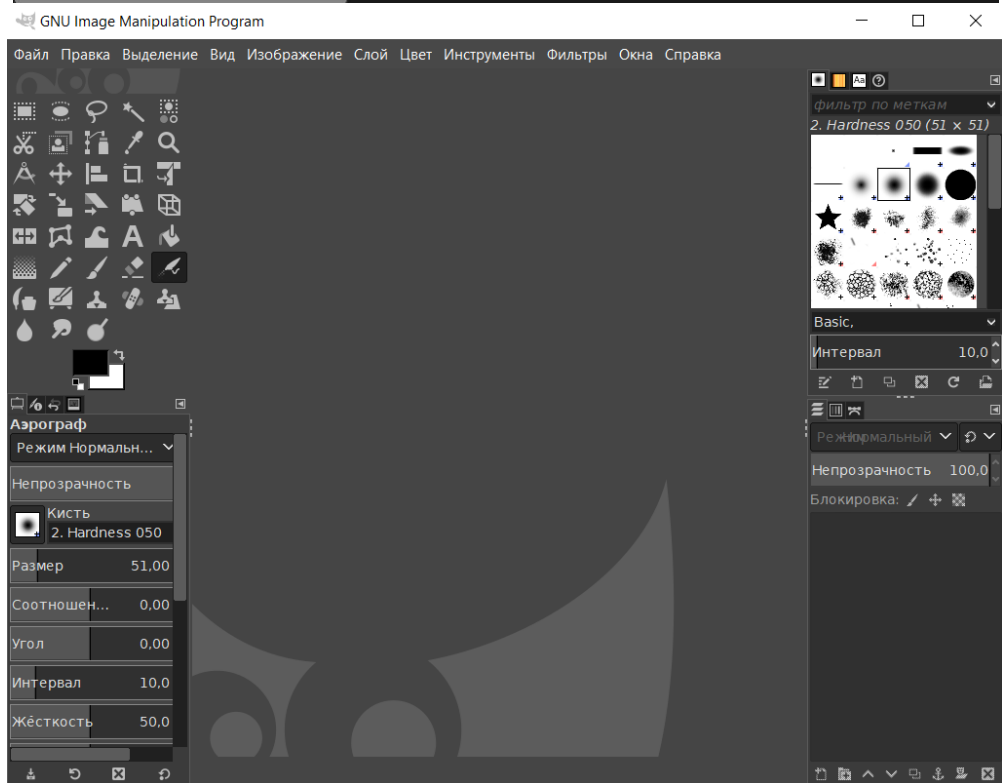 GNU Image Manipulation Program
Файл Правка Выделение Вид Изображение Слой Цвет Инструменты Фильтры Окна Справка
фильтр по меткам
2. Hardness 050 (51 × 51)
Basic,
Интервал 10,0
Аэрограф
Режим Нормальн...
Непрозрачность
Кисть
2. Hardness 050
Размер 51,00
Соотношен... 0,00
Угол 0,00
Интервал 10,0
Жёсткость 50,0
Режим Нормальный
Непрозрачность 100,0
Блокировка: